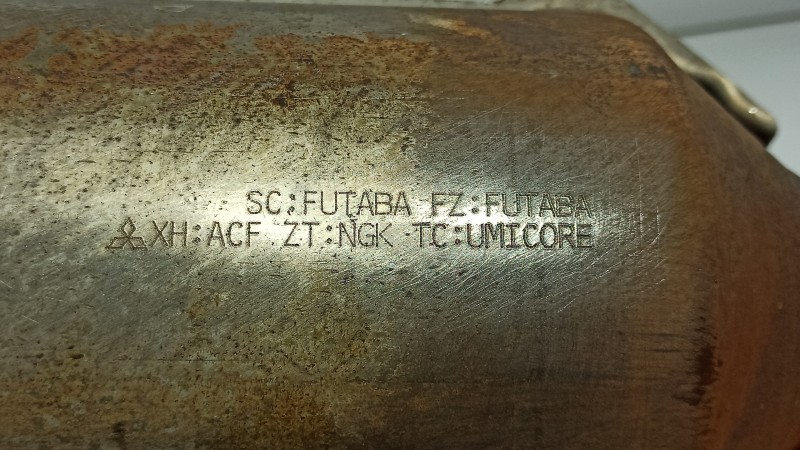 SC:FUTABA FZ:FUTABA
XH:ACF ZT:NGK TC:UMICORE